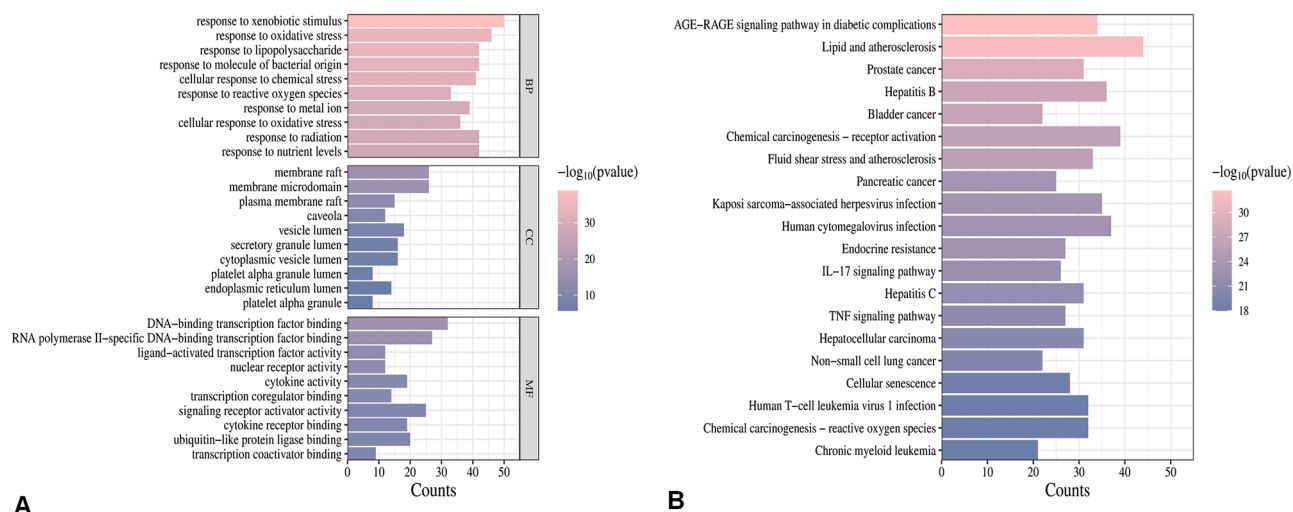 response to xenobiotic stimulus
response to oxidative stress
response to lipopolysaccharide
response to molecule of bacterial origin
cellular response to chemical stress
response to reactive oxygen species
response to metal ion
cellular response to oxidative stress
response to radiation
response to nutrient levels
BP
membrane raft
membrane microdomain
plasma membrane raft
caveola
vesicle lumen
secretory granule lumen
cytoplasmic vesicle lumen
platelet alpha granule lumen
endoplasmic reticulum lumen
platelet alpha granule
CC
DNA−binding transcription factor binding
RNA polymerase II−specific DNA−binding transcription factor binding
ligand−activated transcription factor activity
nuclear receptor activity
cytokine activity
transcription coregulator binding
signaling receptor activator activity
cytokine receptor binding
ubiquitin−like protein ligase binding
transcription coactivator binding
MF
0 10 20 30 40 50
Counts
−log10(pvalue)
30
20
10
A
AGE−RAGE signaling pathway in diabetic complications
Lipid and atherosclerosis
Prostate cancer
Hepatitis B
Bladder cancer
Chemical carcinogenesis − receptor activation
Fluid shear stress and atherosclerosis
Pancreatic cancer
Kaposi sarcoma−associated herpesvirus infection
Human cytomegalovirus infection
Endocrine resistance
IL−17 signaling pathway
Hepatitis C
TNF signaling pathway
Hepatocellular carcinoma
Non−small cell lung cancer
Cellular senescence
Human T−cell leukemia virus 1 infection
Chemical carcinogenesis − reactive oxygen species
Chronic myeloid leukemia
0 10 20 30 40 50
Counts
−log10(pvalue)
30
27
24
21
18
B